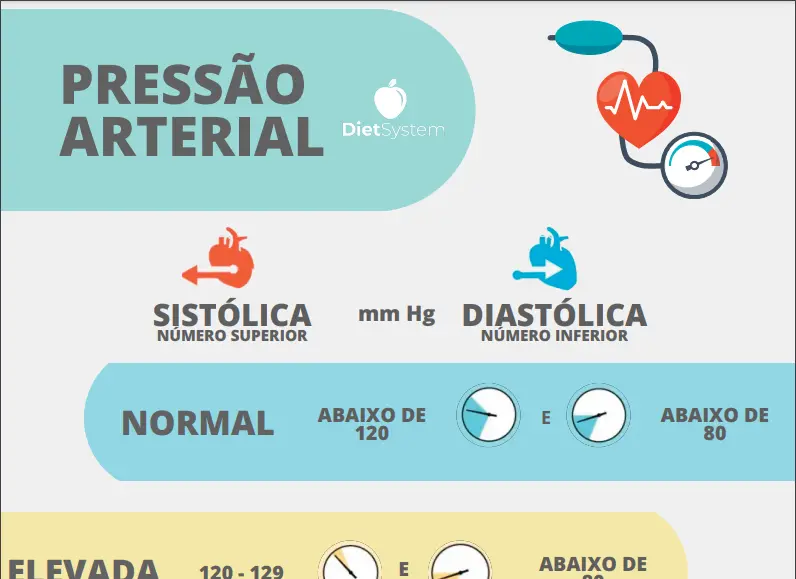 PRESSÃO
ARTERIAL
DietSystem
SISTÓLICA mm Hg DIASTÓLICA
NÚMERO SUPERIOR NÚMERO INFERIOR
NORMAL ABAIXO DE 120 E ABAIXO DE 80
ELEVADA 120 - 129 E ABAIXO DE 80